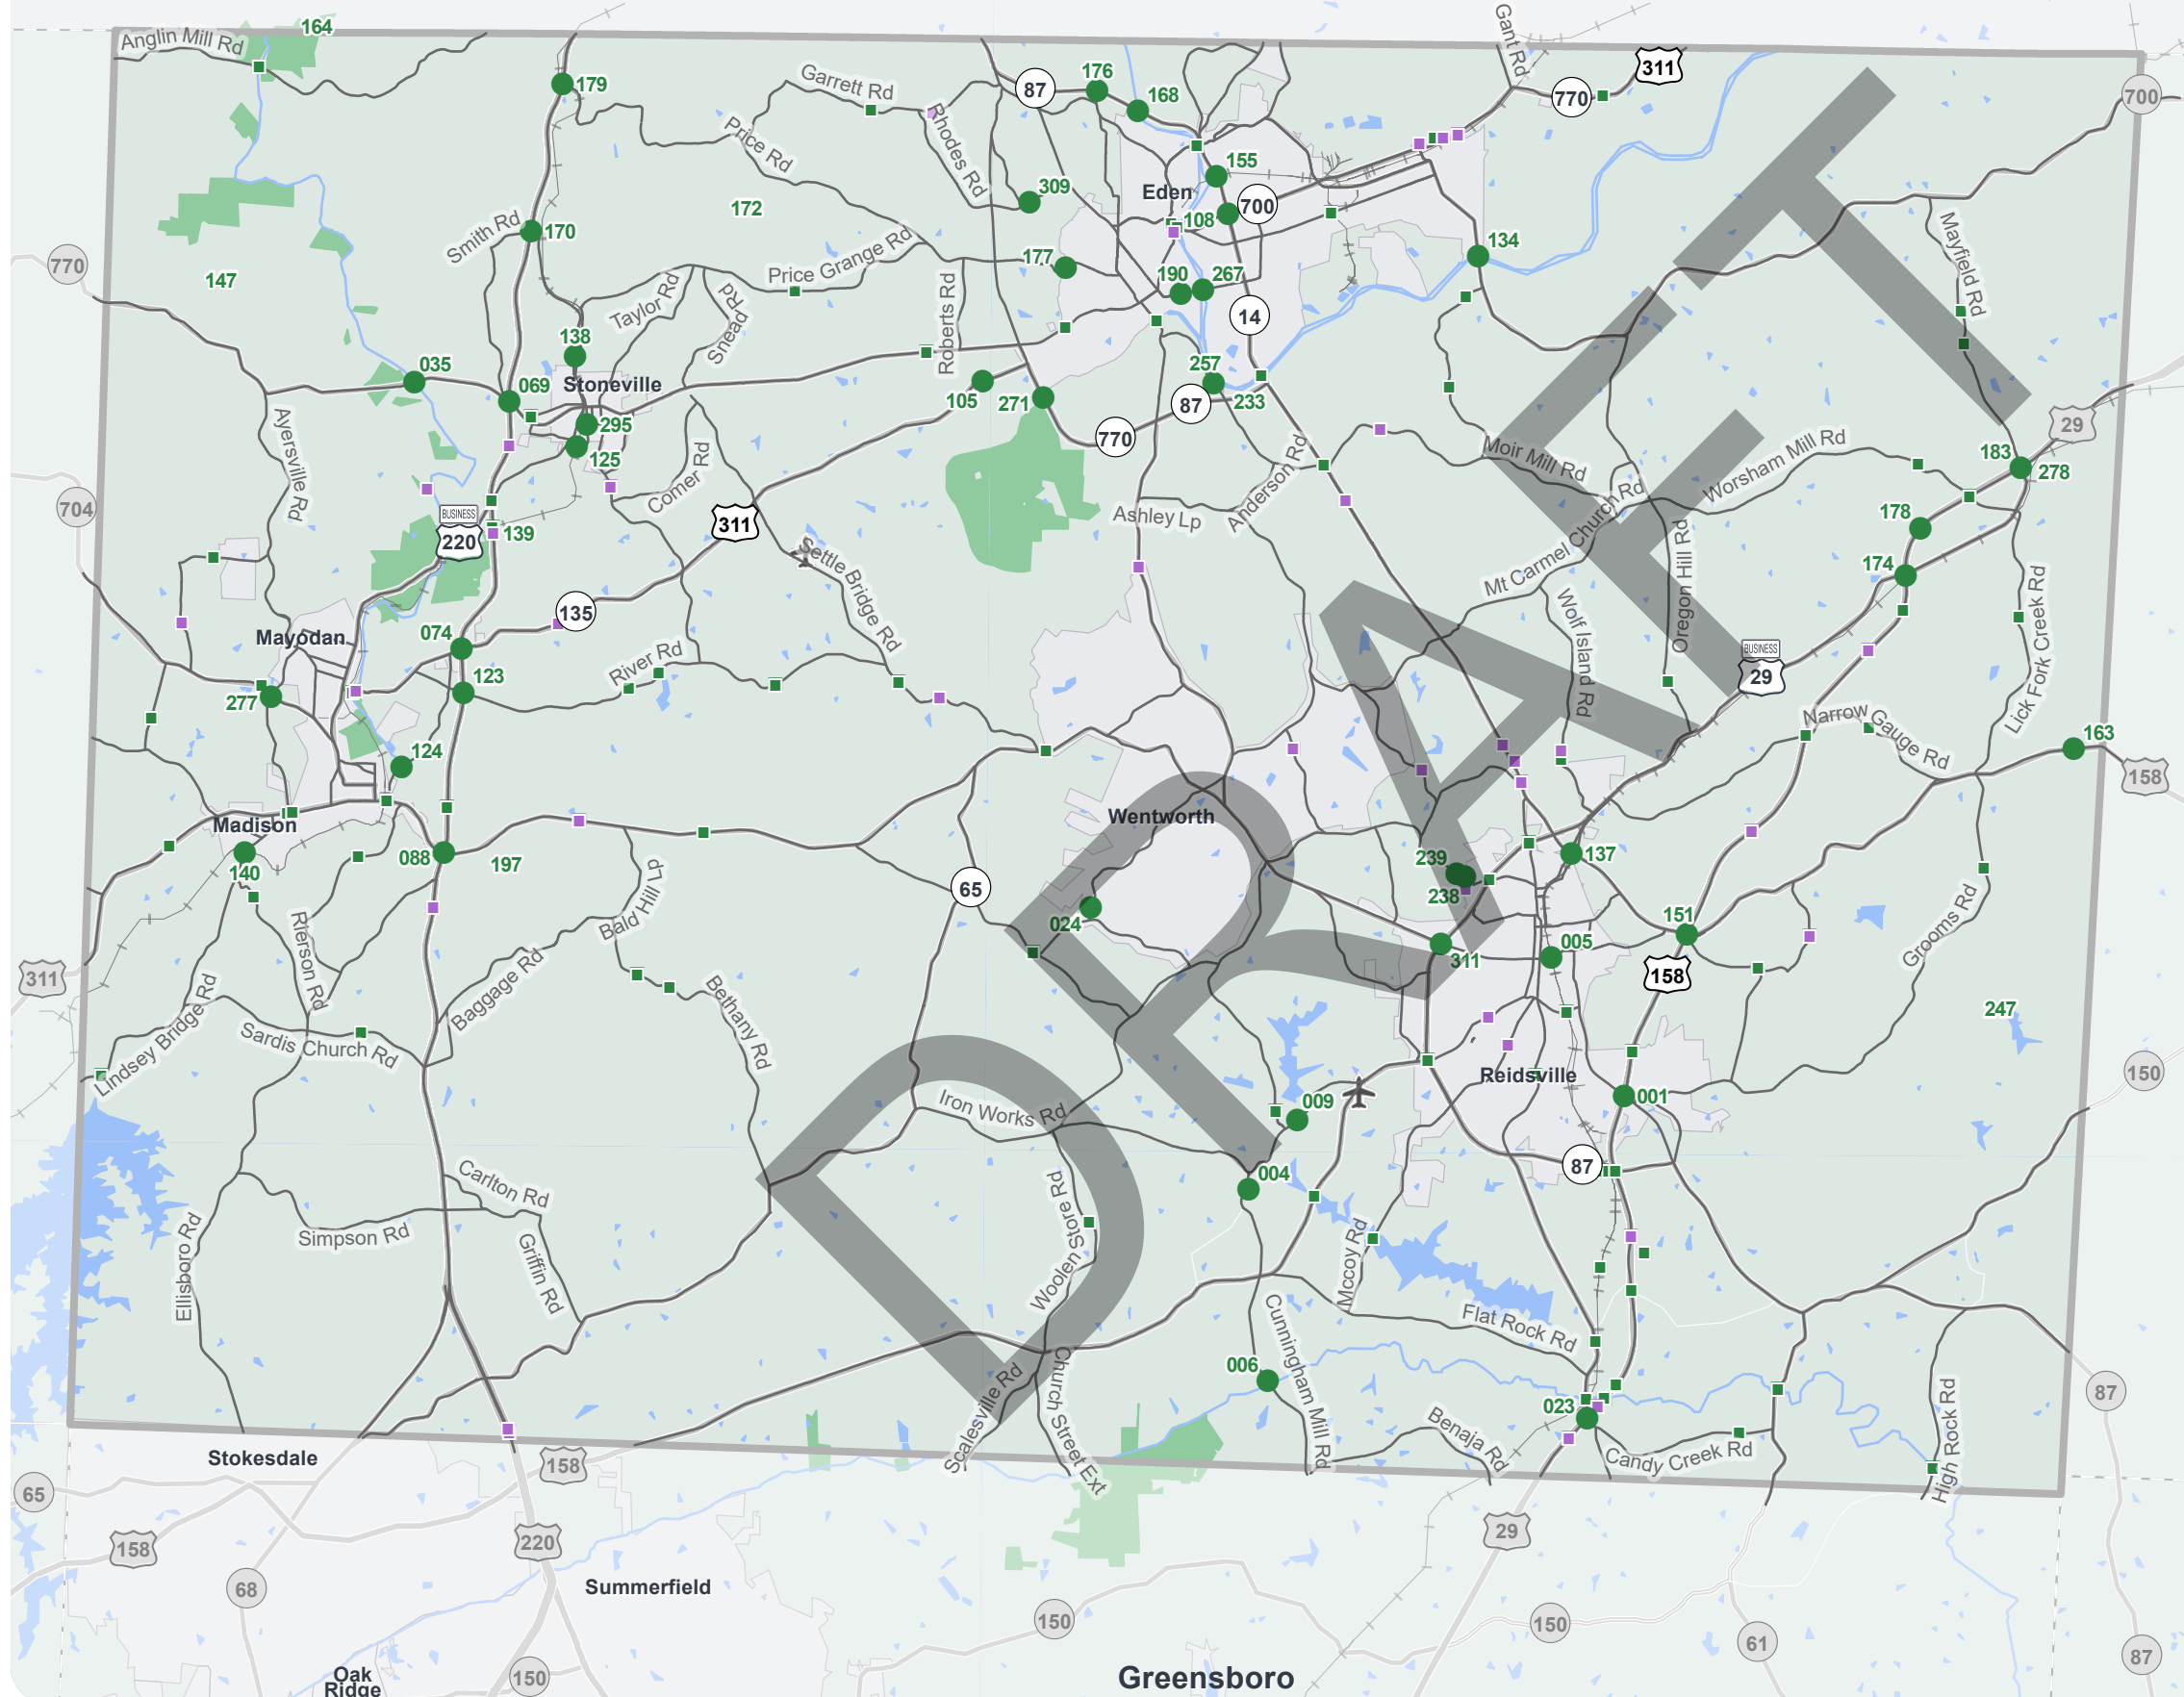 164
Anglin Mill Rd
179
Garrett Rd
87
176
168
Gant Rd
770
311
700
Price Rd
Rhodes Rd
155
309
Eden
700
108
172
Smith Rd
170
134
Mayfield Rd
770
147
Price Grange Rd
177
190
267
Taylor Rd
Snead Rd
Roberts Rd
14
138
035
069
Stoneville
257
105
271
87
233
29
295
125
770
Ayersville Rd
Comer Rd
Anderson Rd
Moir Mill Rd
Worsham Mill Rd
183
278
704
BUSINESS
220
139
311
Ashley Lp
178
Settle Bridge Rd
Mt Carmel Church Rd
Oregon Hill Rd
174
135
Wolf Island Rd
Lick Fork Creek Rd
Mayodan
074
123
River Rd
BUSINESS
29
277
Narrow Gauge Rd
163
124
158
Wentworth
Madison
140
088
197
239
238
137
65
Bald Hill Lp
024
151
Rierson Rd
Baggage Rd
311
005
158
Grooms Rd
311
Lindsey Bridge Rd
Sardis Church Rd
Bethany Rd
247
Reidsville
150
Iron Works Rd
009
001
DRAFT
004
87
Carlton Rd
Simpson Rd
Ellisboro Rd
Griffin Rd
Woolen Store Rd
Mccoy Rd
Flat Rock Rd
006
Cunningham Mill Rd
Church Street Ext
Scalesville Rd
023
Benaja Rd
Candy Creek Rd
High Rock Rd
87
Stokesdale
158
65
158
220
29
68
Summerfield
150
150
61
87
Oak
Ridge
150
Greensboro